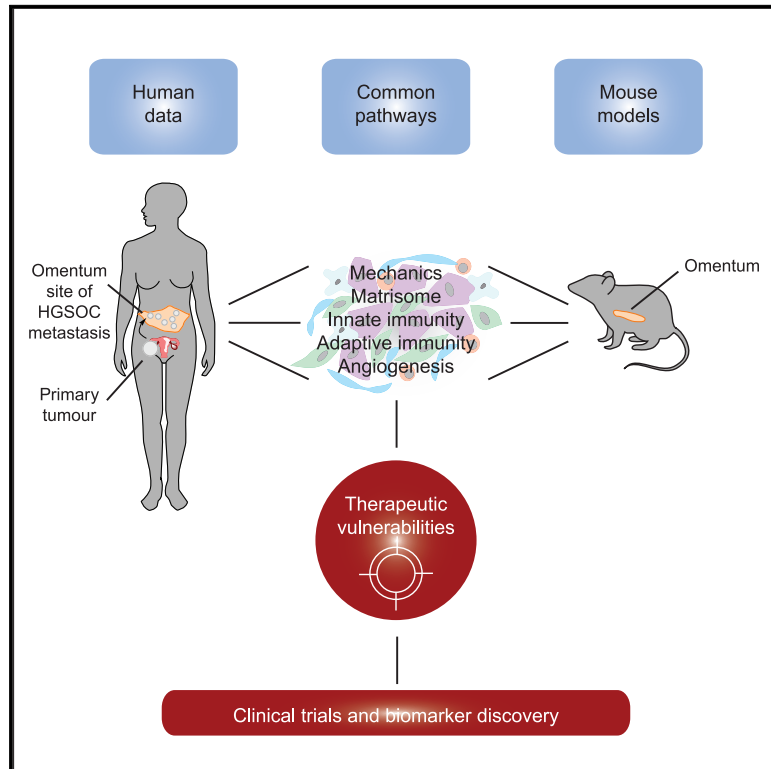 Human
data
Common
pathways
Mouse
models
Omentum
site of
HGSOC
metastasis
Primary
tumour
Mechanics
Matrisome
Innate immunity
Adaptive immunity
Angiogenesis
Omentum
Therapeutic
vulnerabilities
Clinical trials and biomarker discovery